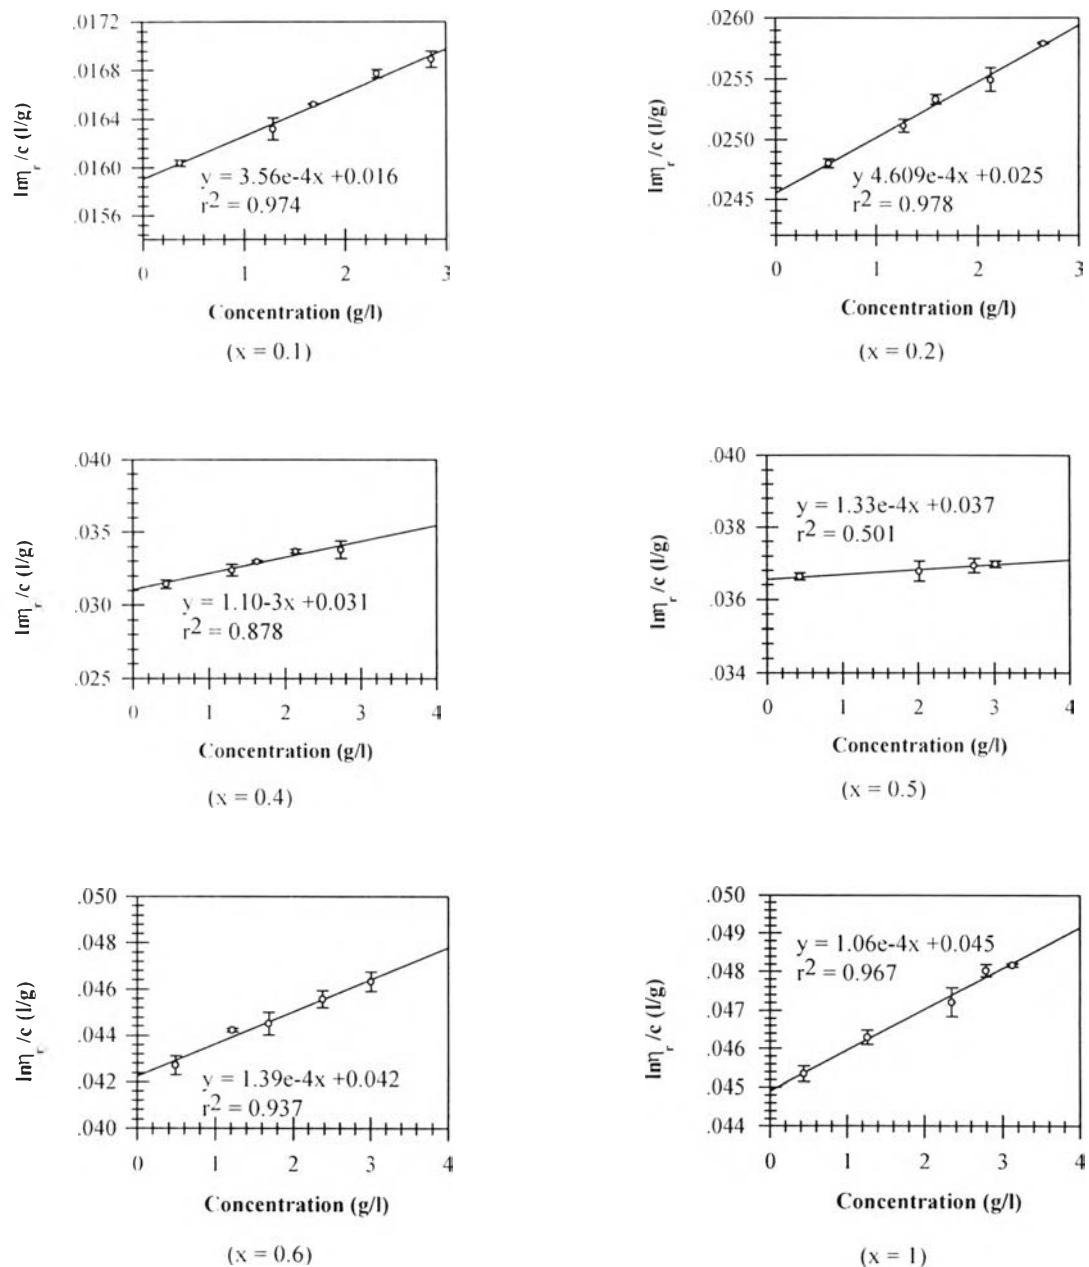 .0172
.0168
.0164
.0160
.0156
lnηr /c (l/g)
y = 3.56e-4x +0.016
r2 = 0.974
0 1 2 3
Concentration (g/l)
(x = 0.1)
.0260
.0255
.0250
.0245
lnηr /c (l/g)
y 4.609e-4x +0.025
r2 = 0.978
0 1 2 3
Concentration (g/l)
(x = 0.2)
.040
.035
.030
.025
lnηr /c (l/g)
y = 1.10-3x +0.031
r2 = 0.878
0 1 2 3 4
Concentration (g/l)
(x = 0.4)
.040
.038
.036
.034
lnηr /c (l/g)
y = 1.33e-4x +0.037
r2 = 0.501
0 1 2 3 4
Concentration (g/l)
(x = 0.5)
.050
.048
.046
.044
.042
.040
lnηr /c (l/g)
y = 1.39e-4x +0.042
r2 = 0.937
0 1 2 3 4
Concentration (g/l)
(x = 0.6)
.050
.049
.048
.047
.046
.045
.044
lnηr /c (l/g)
y = 1.06e-4x +0.045
r2 = 0.967
0 1 2 3 4
Concentration (g/l)
(x = 1)